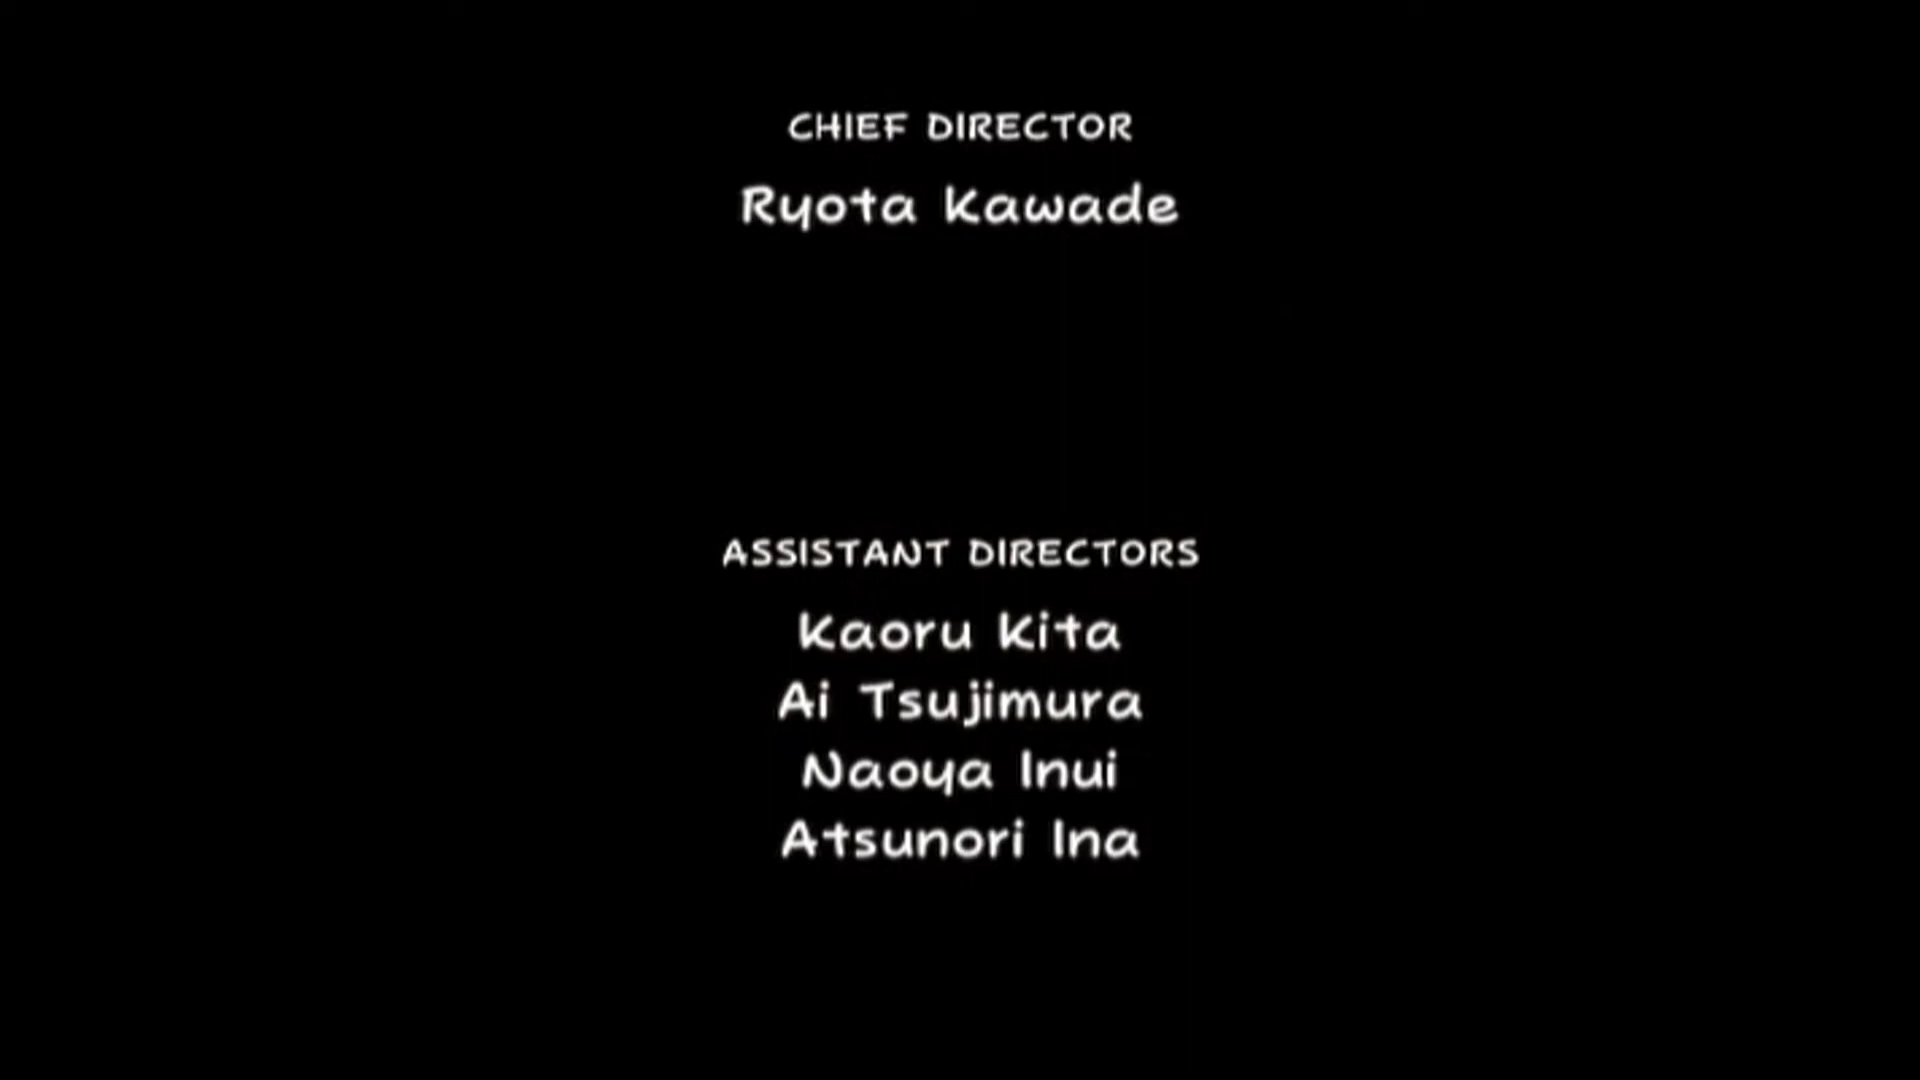 CHIEF DIRECTOR
Ryota Kawade
ASSISTANT DIRECTORS
Kaoru Kita
Ai Tsujimura
Naoya Inui
Atsunori Ina